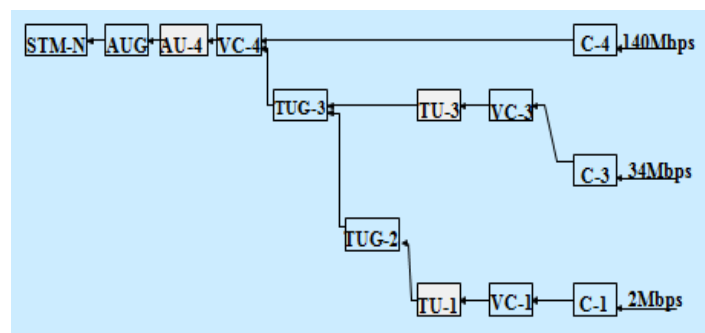 STM-N AUG AU-4 VC-4 C-4 140Mbps
TUG-3 TU-3 VC-3
C-3 34Mbps
TUG-2
TU-1 VC-1 C-1 2Mbps